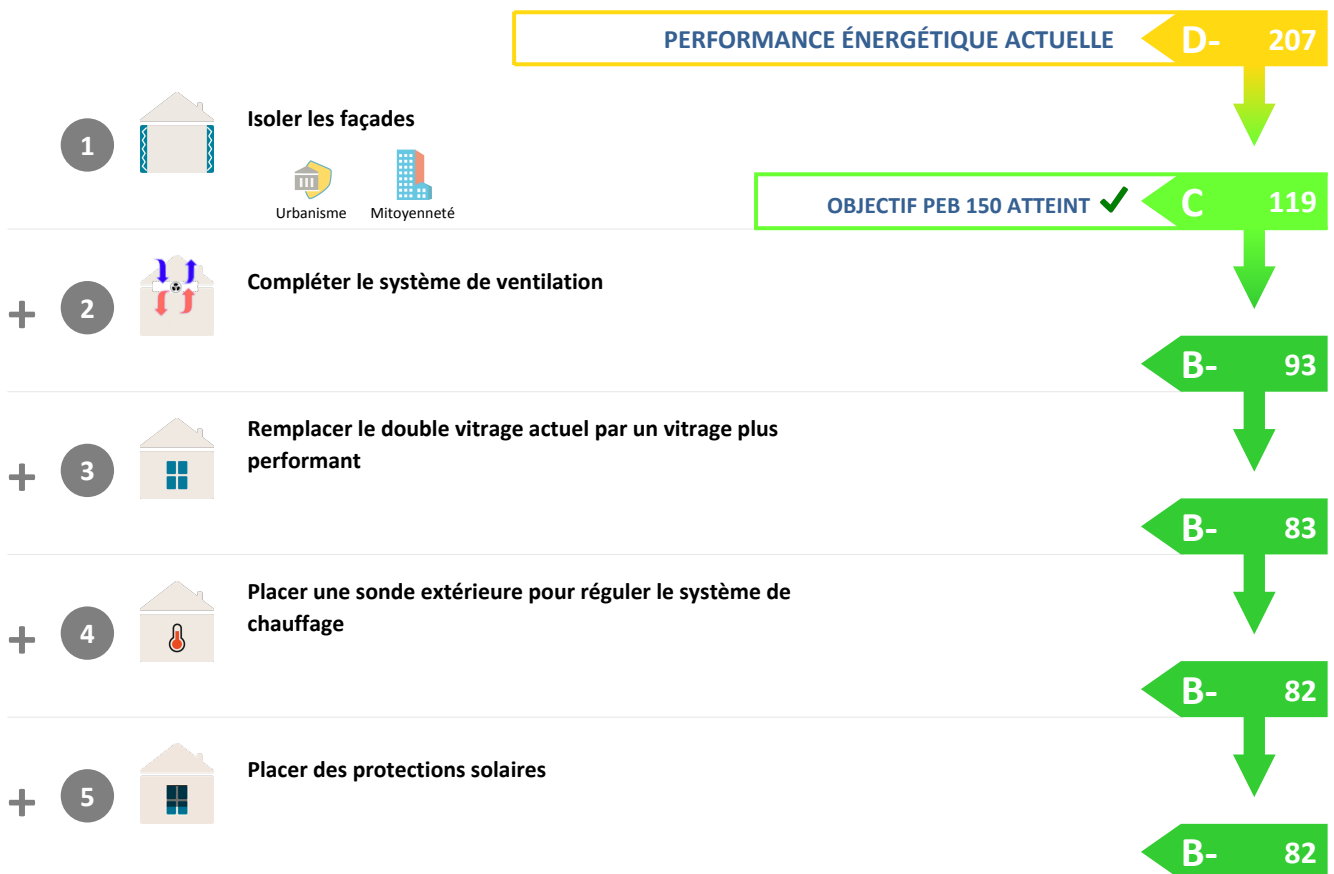 PERFORMANCE ÉNERGÉTIQUE ACTUELLE D- 207
1 Isoler les façades
Urbanisme Mitoyenneté
OBJECTIF PEB 150 ATTEINT ✓ C 119
+ 2 Compléter le système de ventilation
B- 93
+ 3 Remplacer le double vitrage actuel par un vitrage plus
performant
B- 83
+ 4 Placer une sonde extérieure pour réguler le système de
chauffage
B- 82
+ 5 Placer des protections solaires
B- 82